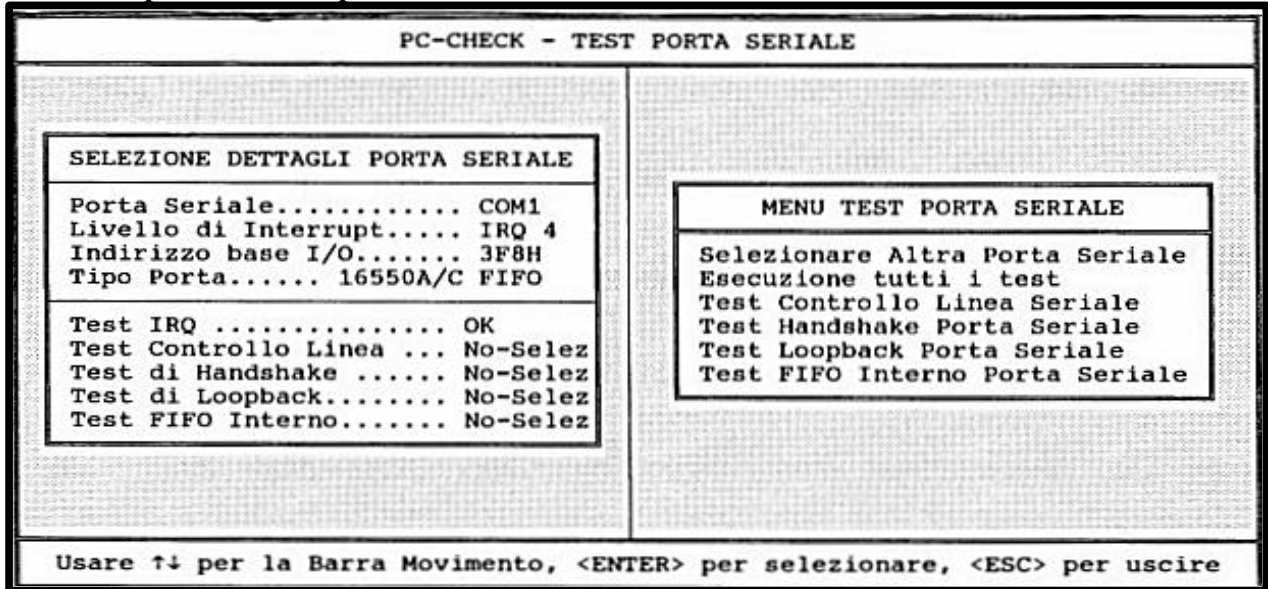 PC-CHECK - TEST PORTA SERIALE
SELEZIONE DETTAGLI PORTA SERIALE
Porta Seriale............ COM1
Livello di Interrupt..... IRQ 4
Indirizzo base I/O....... 3F8H
Tipo Porta...... 16550A/C FIFO
Test IRQ ............... OK
Test Controllo Linea ... No-Selez
Test di Handshake ...... No-Selez
Test di Loopback........ No-Selez
Test FIFO Interno....... No-Selez
MENU TEST PORTA SERIALE
Selezionare Altra Porta Seriale
Esecuzione tutti i test
Test Controllo Linea Seriale
Test Handshake Porta Seriale
Test Loopback Porta Seriale
Test FIFO Interno Porta Seriale
Usare ↑↓ per la Barra Movimento, <ENTER> per selezionare, <ESC> per uscire